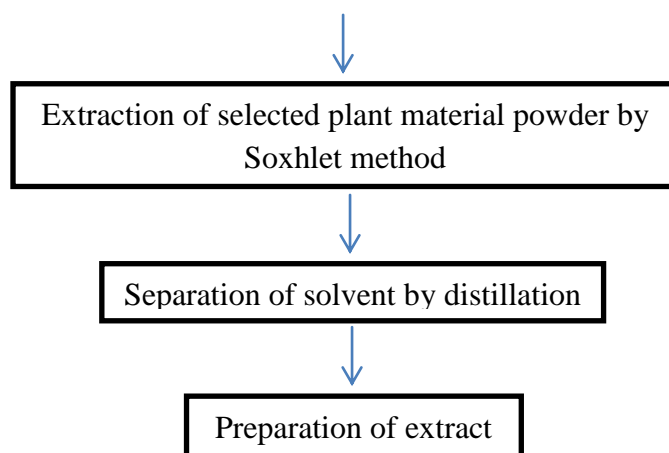 Extraction of selected plant material powder by
Soxhlet method
Separation of solvent by distillation
Preparation of extract